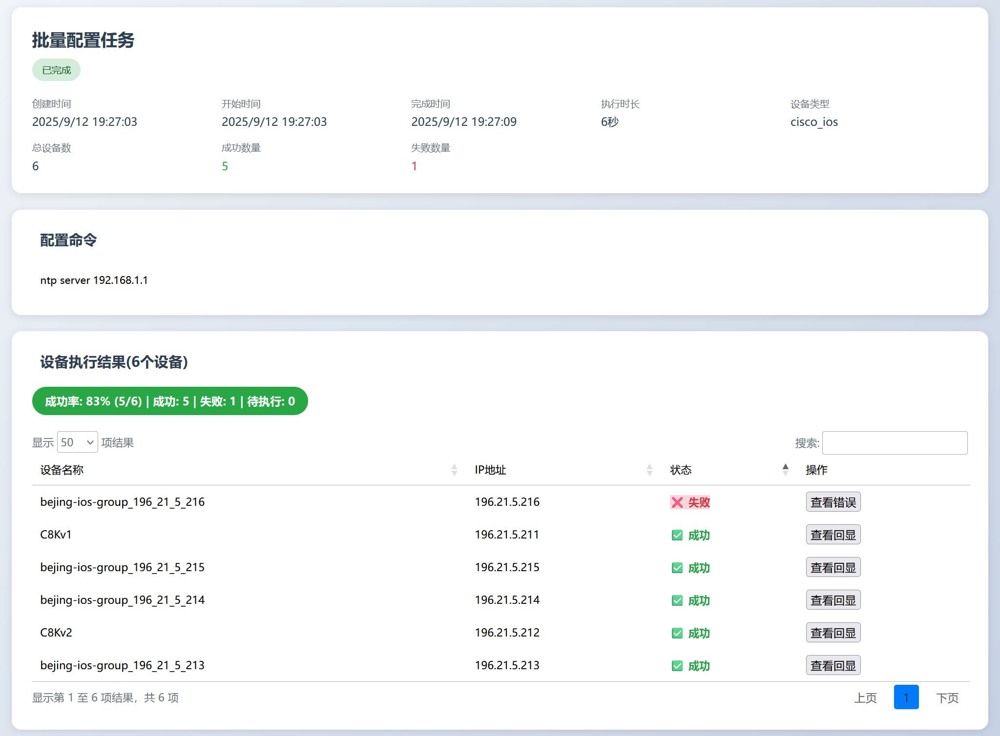 批量配置任务
已完成
创建时间 开始时间 完成时间 执行时长 设备类型
2025/9/12 19:27:03 2025/9/12 19:27:03 2025/9/12 19:27:09 6秒 cisco_ios
总设备数 成功数量 失败数量
6 5 1
配置命令
ntp server 192.168.1.1
设备执行结果(6个设备)
成功率: 83% (5/6) | 成功: 5 | 失败: 1 | 待执行: 0
显示 50 项结果 搜索:
设备名称 IP地址 状态 操作
bejing-ios-group_196_21_5_216 196.21.5.216 失败 查看错误
C8Kv1 196.21.5.211 成功 查看回显
bejing-ios-group_196_21_5_215 196.21.5.215 成功 查看回显
bejing-ios-group_196_21_5_214 196.21.5.214 成功 查看回显
C8Kv2 196.21.5.212 成功 查看回显
bejing-ios-group_196_21_5_213 196.21.5.213 成功 查看回显
显示第 1 至 6 项结果，共 6 项 上页 1 下页